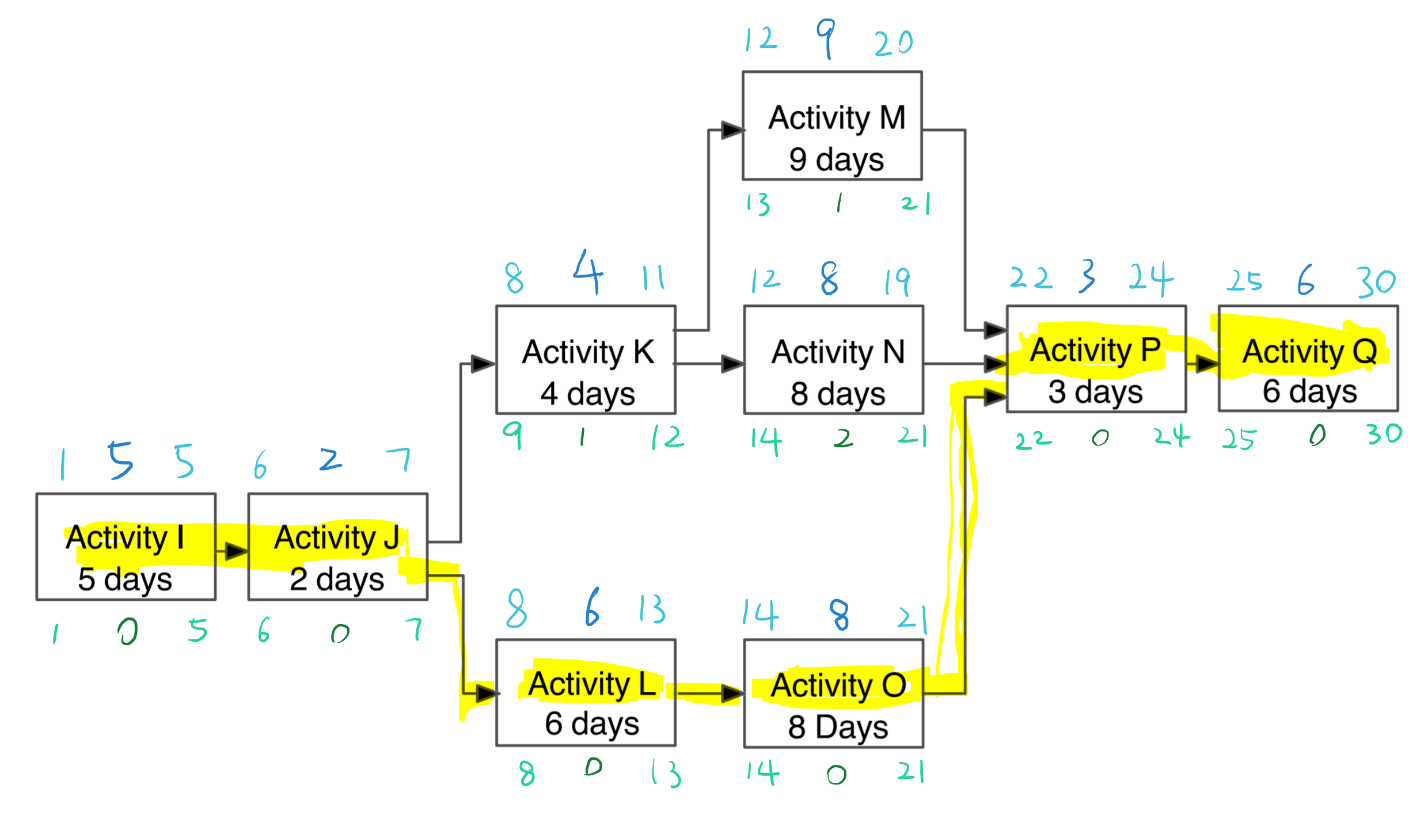 12 9 20
Activity M
9 days
13 1 21
8 4 11
12 8 19
22 3 24
25 6 30
Activity K
4 days
Activity N
8 days
Activity P
3 days
Activity Q
6 days
9 1 12
14 2 21
22 0 24
25 0 30
1 5 5
6 2 7
Activity I
5 days
Activity J
2 days
1 0 5
6 0 7
8 6 13
14 8 21
Activity L
6 days
Activity O
8 Days
8 0 13
14 0 21